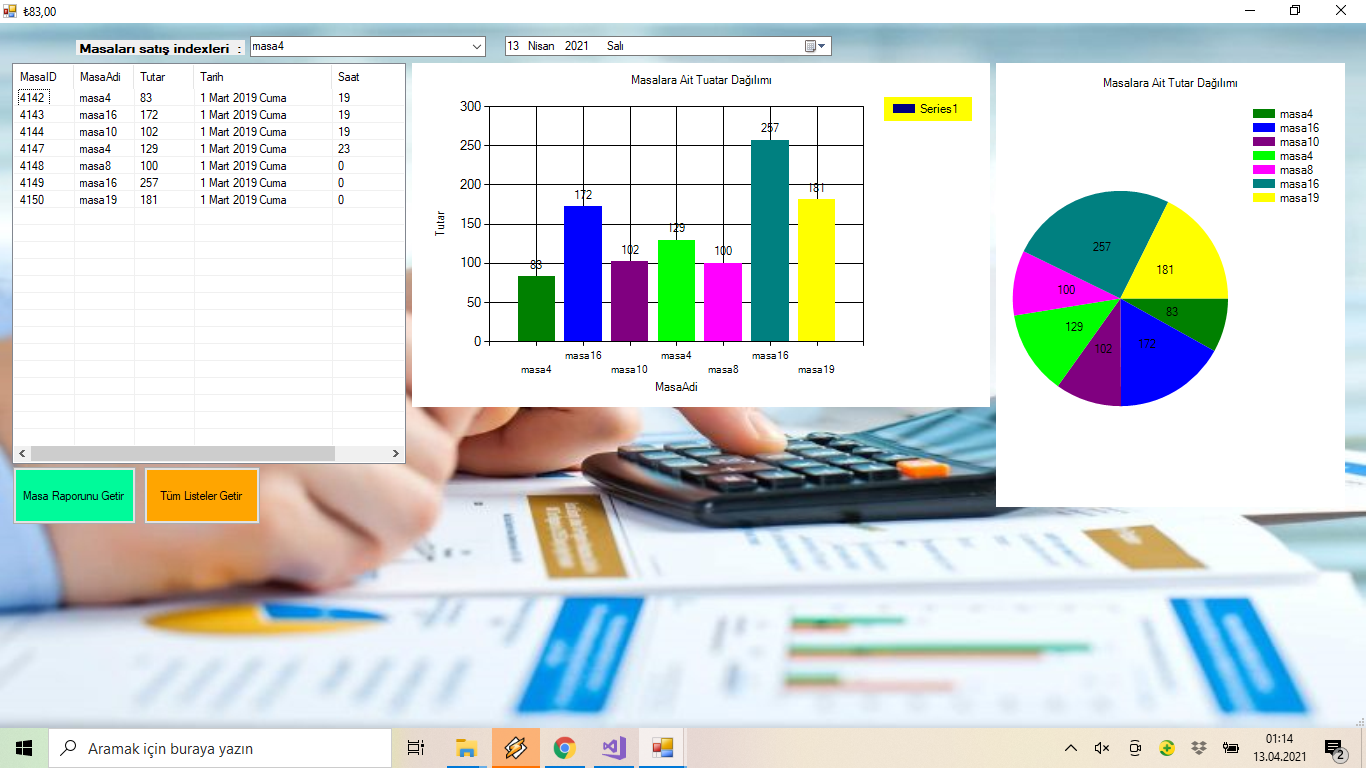 ₺83,00
Masaları satış indexleri :
masa4
13 Nisan 2021 Salı
MasaID MasaAdi Tutar Tarih Saat
4142 masa4 83 1 Mart 2019 Cuma 19
4143 masa16 172 1 Mart 2019 Cuma 19
4144 masa10 102 1 Mart 2019 Cuma 19
4147 masa4 129 1 Mart 2019 Cuma 23
4148 masa8 100 1 Mart 2019 Cuma 0
4149 masa16 257 1 Mart 2019 Cuma 0
4150 masa19 181 1 Mart 2019 Cuma 0
Masa Raporunu Getir
Tüm Listeler Getir
Masalara Ait Tuatar Dağılımı
Series1
Tutar
300
250
200
150
100
50
0
83
172
102
129
100
257
181
masa4
masa16
masa10
masa4
masa8
masa16
masa19
MasaAdi
Masalara Ait Tutar Dağılımı
masa4
masa16
masa10
masa4
masa8
masa16
masa19
257
181
100
83
129
172
102
Aramak için buraya yazın
01:14
13.04.2021
2